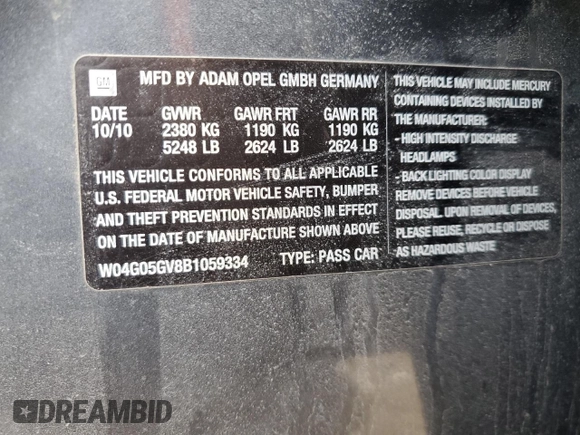 GM
MFD BY ADAM OPEL GMBH GERMANY
DATE GVWR GAWR FRT GAWR RR
10/10 2380 KG 1190 KG 1190 KG
5248 LB 2624 LB 2624 LB
THIS VEHICLE CONFORMS TO ALL APPLICABLE
U.S. FEDERAL MOTOR VEHICLE SAFETY, BUMPER
AND THEFT PREVENTION STANDARDS IN EFFECT
ON THE DATE OF MANUFACTURE SHOWN ABOVE
W04G05GV8B1059334 TYPE: PASS CAR
THIS VEHICLE MAY INCLUDE MERCURY
CONTAINING DEVICES INSTALLED BY
THE MANUFACTURER:
- HIGH INTENSITY DISCHARGE
HEADLAMPS
- BACK LIGHTING COLOR DISPLAY
REMOVE DEVICES BEFORE VEHICLE
DISPOSAL. UPON REMOVAL OF DEVICES,
PLEASE REUSE, RECYCLE OR DISPOSE
AS HAZARDOUS WASTE
DREAMBID